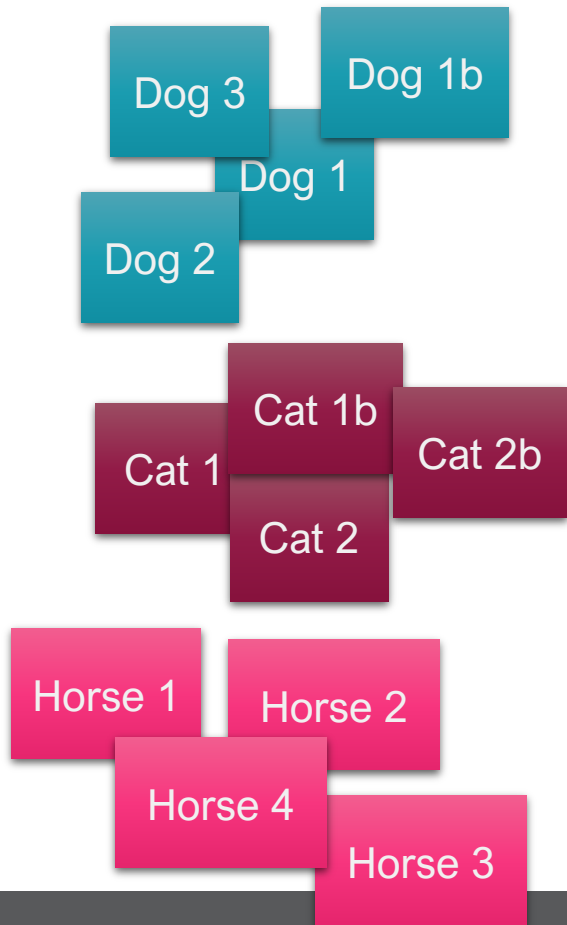 Dog 1b
Dog 3
Dog 1
Dog 2
Cat 1b
Cat 2b
Cat 1
Cat 2
Horse 1
Horse 2
Horse 4
Horse 3